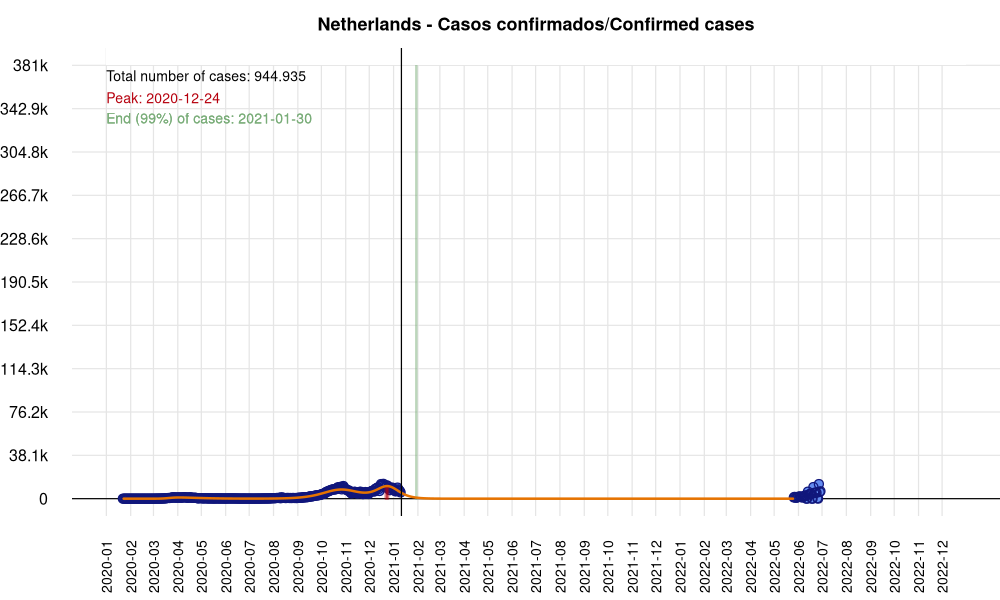 Netherlands - Casos confirmados/Confirmed cases
381k
342.9k
304.8k
266.7k
228.6k
190.5k
152.4k
114.3k
76.2k
38.1k
0
Total number of cases: 944.935
Peak: 2020-12-24
End (99%) of cases: 2021-01-30
2020-01
2020-02
2020-03
2020-04
2020-05
2020-06
2020-07
2020-08
2020-09
2020-10
2020-11
2020-12
2021-01
2021-02
2021-03
2021-04
2021-05
2021-06
2021-07
2021-08
2021-09
2021-10
2021-11
2021-12
2022-01
2022-02
2022-03
2022-04
2022-05
2022-06
2022-07
2022-08
2022-09
2022-10
2022-11
2022-12